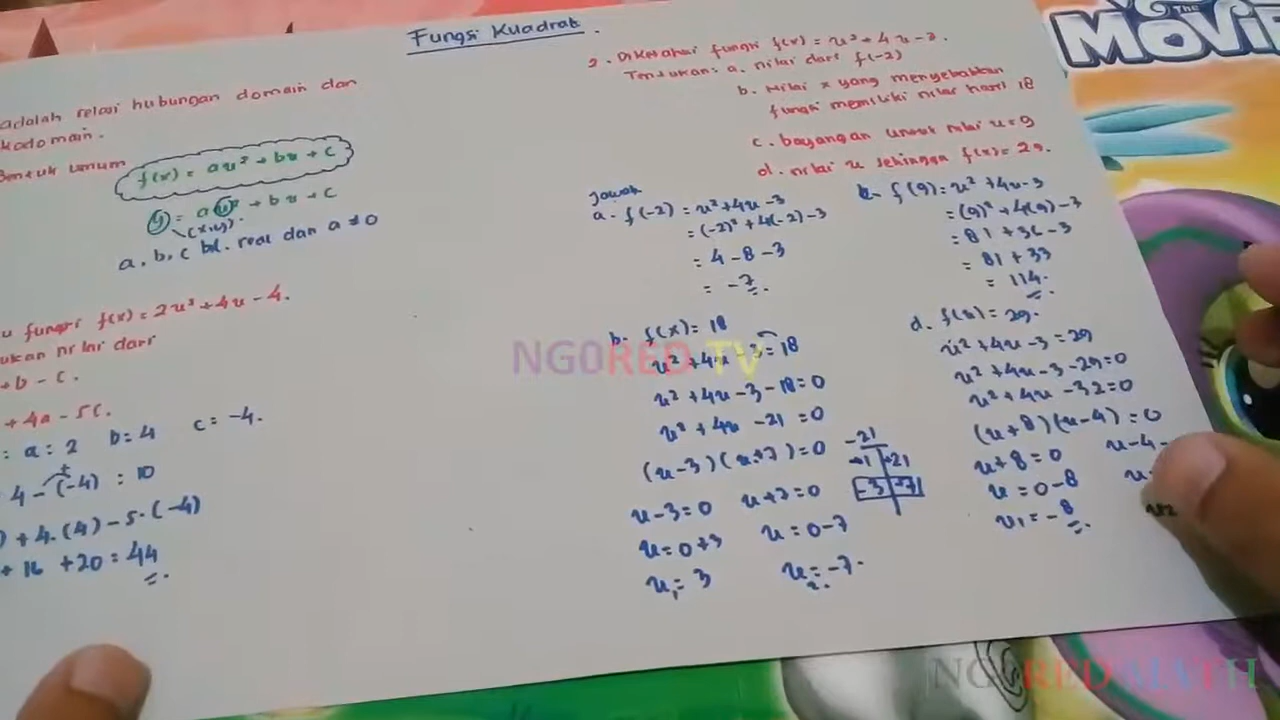 Fungsi Kuadrat.
adalah relasi hubungan domain dan
kodomain.
Bentuk umum
f(x) = ax² + bx + c
y = ax² + bx + c
(x,y).
a, b, c bil. real dan a ≠ 0
fungsi f(x) = 2x² + 4x - 4.
ukan nilai dari
+ b - c.
+ 4a - 5c.
: a = 2 b = 4 c = -4.
4 - (-4) = 10
) + 4.(4) - 5.(-4)
+ 16 + 20 = 44
2. Diketahui fungsi f(x) = x² + 4x - 3.
Tentukan: a. nilai dari f(-2)
b. Nilai x yang menyebabkan
fungsi memiliki nilai hasil 18
c. bayangan untuk nilai x = 9
d. nilai x sehingga f(x) = 29.
Jawab
a. f(-2) = x² + 4x - 3
= (-2)² + 4(-2) - 3
= 4 - 8 - 3
= -7.
b. f(x) = 18
x² + 4x - 3 = 18
x² + 4x - 3 - 18 = 0
x² + 4x - 21 = 0
(x - 3)(x + 7) = 0
x - 3 = 0 x + 7 = 0
x = 0 + 3 x = 0 - 7
x₁ = 3 x₂ = -7.
-21
-1 +21
-3 +7
c. f(9) = x² + 4x - 3
= (9)² + 4(9) - 3
= 81 + 36 - 3
= 81 + 33
= 114.
d. f(x) = 29.
x² + 4x - 3 = 29
x² + 4x - 3 - 29 = 0
x² + 4x - 32 = 0
(x + 8)(x - 4) = 0
x + 8 = 0 x - 4
x = 0 - 8 x
x₁ = -8 x₂
The
MOVIE
NGORED TV
NGORED MATH